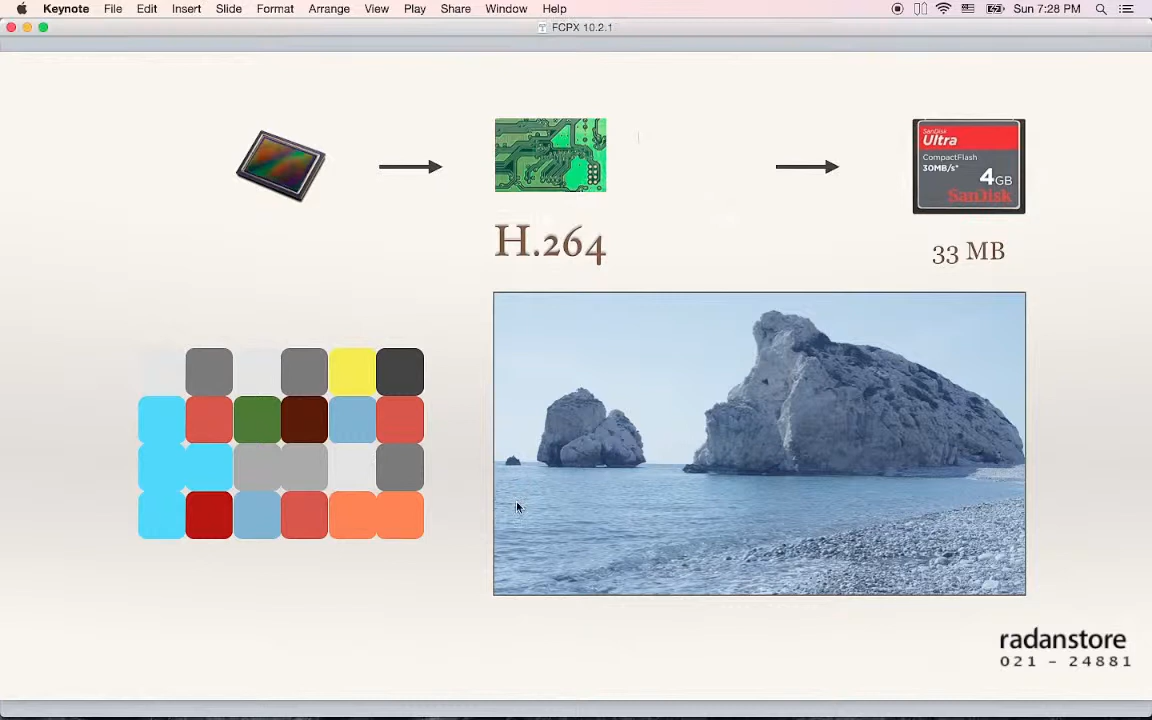 Keynote File Edit Insert Slide Format Arrange View Play Share Window Help Sun 7:28 PM
FCPX 10.2.1
SanDisk
Ultra
CompactFlash
30MB/s*
4GB
SanDisk
H.264
33 MB
radanstore
021 - 24881